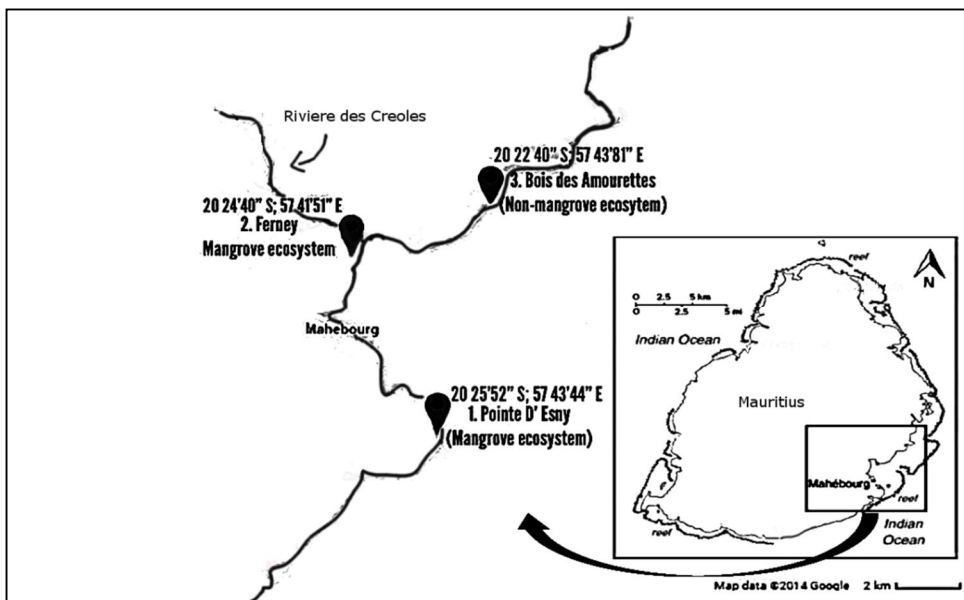 Riviere des Creoles
20 22'40" S; 57 43'81" E
3. Bois des Amourettes
(Non-mangrove ecosytem)
20 24'40" S; 57 41'51" E
2. Ferney
Mangrove ecosystem
Mahebourg
20 25'52" S; 57 43'44" E
1. Pointe D' Esny
(Mangrove ecosystem)
reef
N
0 2.5 5 km
0 2.5 5 mi
Indian Ocean
Mauritius
Mahébourg
reef
reef
Indian
Ocean
Map data ©2014 Google 2 km